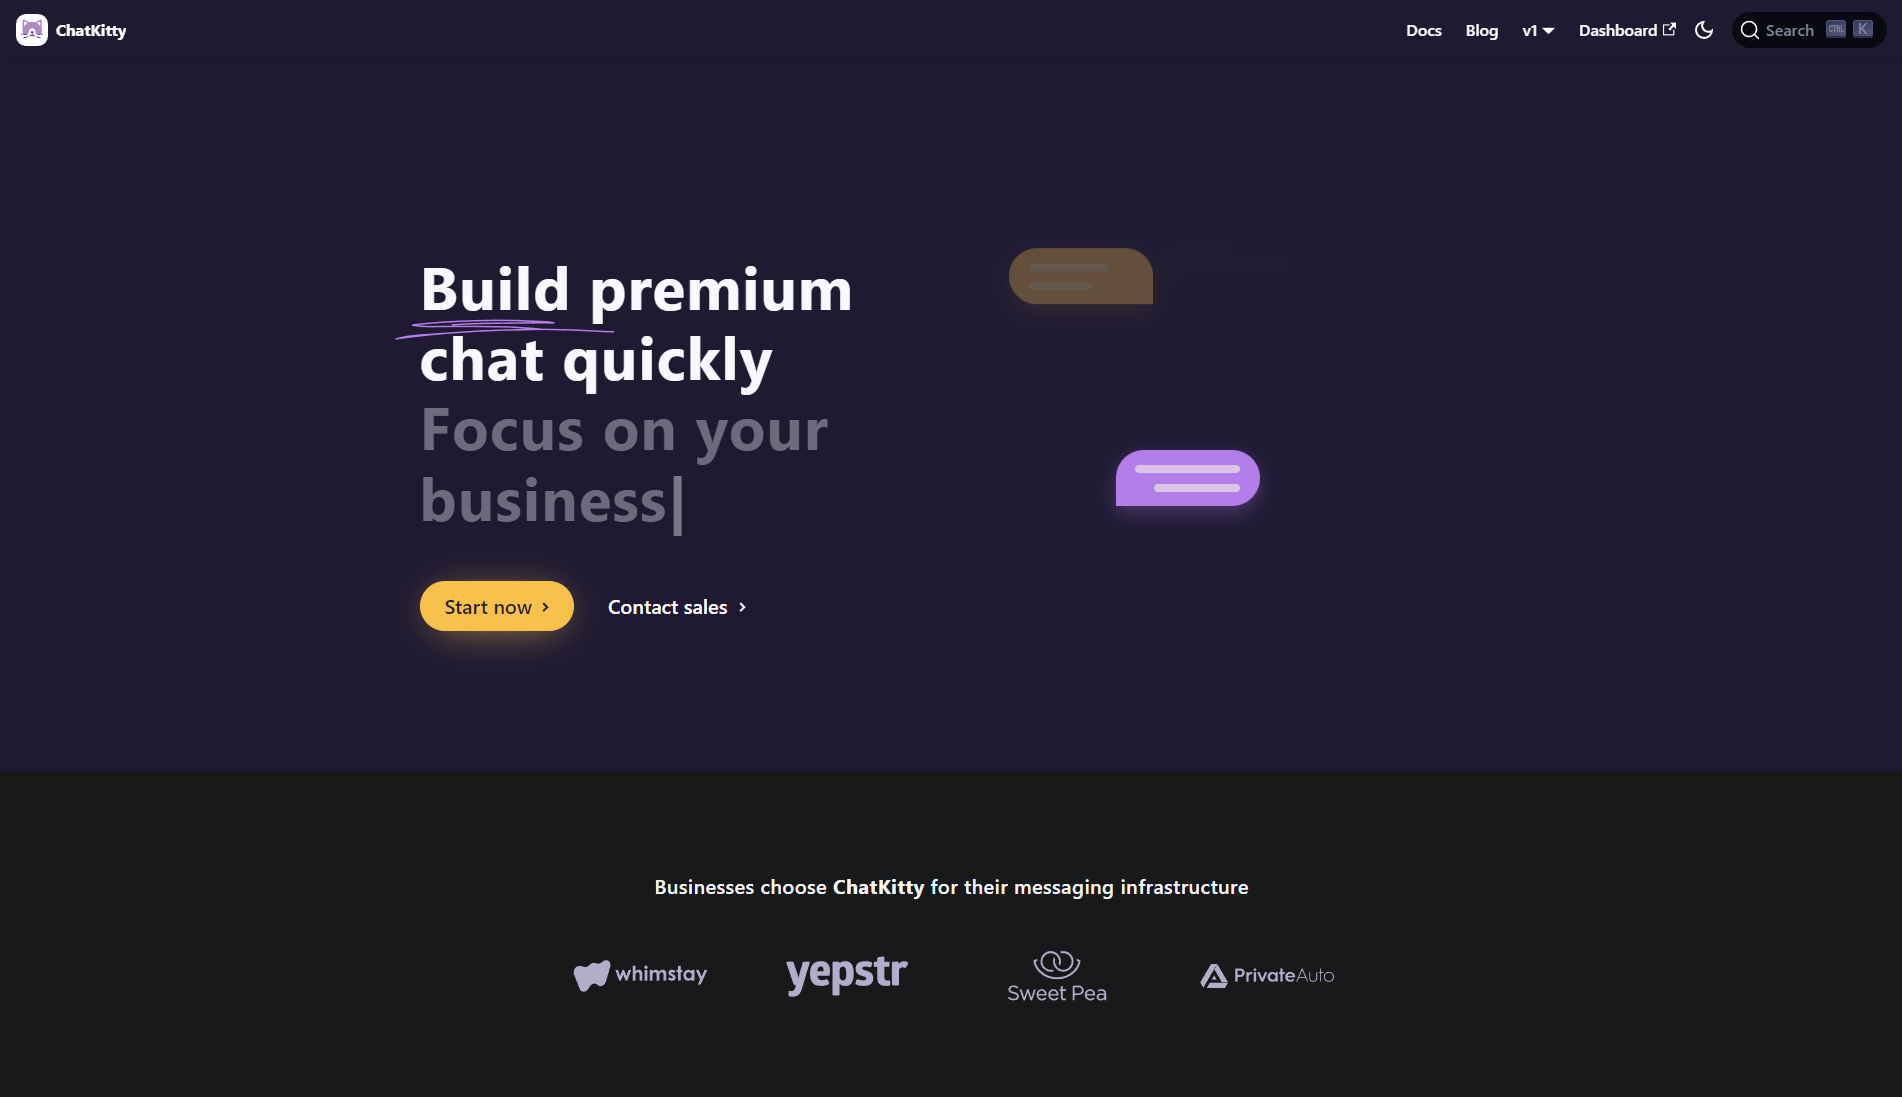 ChatKitty
Docs
Blog
v1
Dashboard
Search
CTRL
K
Build premium
chat quickly
Focus on your
business|
Start now
Contact sales
Businesses choose ChatKitty for their messaging infrastructure
whimstay
yepstr
Sweet Pea
PrivateAuto